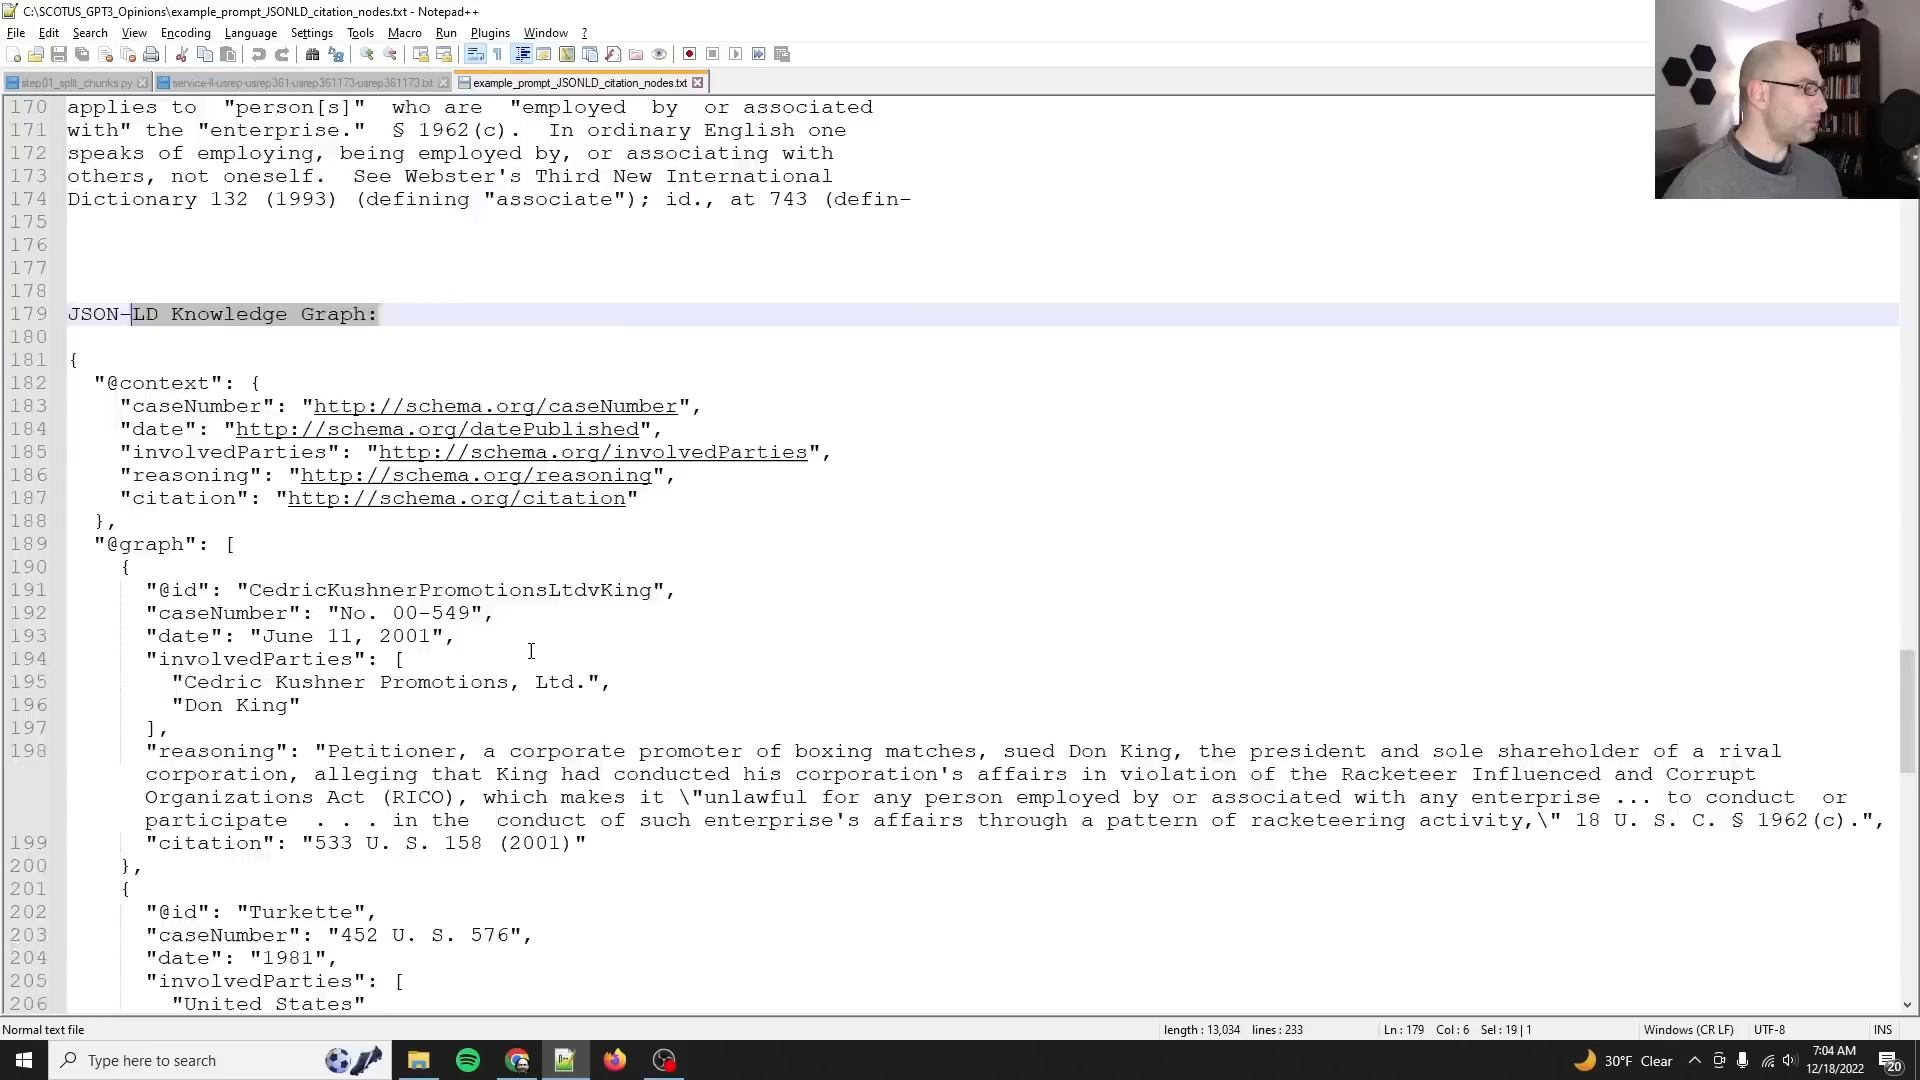 C:\SCOTUS_GPT3_Opinions\example_prompt_JSONLD_citation_nodes.txt - Notepad++
File Edit Search View Encoding Language Settings Tools Macro Run Plugins Window ?
step01_split_chunks.py service-ll-usrep-usrep361-usrep361173-usrep361173.txt example_prompt_JSONLD_citation_nodes.txt
170 applies to "person[s]" who are "employed by or associated
171 with" the "enterprise." § 1962(c). In ordinary English one
172 speaks of employing, being employed by, or associating with
173 others, not oneself. See Webster's Third New International
174 Dictionary 132 (1993) (defining "associate"); id., at 743 (defin-
175
176
177
178
179 JSON-LD Knowledge Graph:
180
181 {
182 "@context": {
183 "caseNumber": "http://schema.org/caseNumber",
184 "date": "http://schema.org/datePublished",
185 "involvedParties": "http://schema.org/involvedParties",
186 "reasoning": "http://schema.org/reasoning",
187 "citation": "http://schema.org/citation"
188 },
189 "@graph": [
190 {
191 "@id": "CedricKushnerPromotionsLtdvKing",
192 "caseNumber": "No. 00-549",
193 "date": "June 11, 2001",
194 "involvedParties": [
195 "Cedric Kushner Promotions, Ltd.",
196 "Don King"
197 ],
198 "reasoning": "Petitioner, a corporate promoter of boxing matches, sued Don King, the president and sole shareholder of a rival
corporation, alleging that King had conducted his corporation's affairs in violation of the Racketeer Influenced and Corrupt
Organizations Act (RICO), which makes it \"unlawful for any person employed by or associated with any enterprise ... to conduct or
participate . . . in the conduct of such enterprise's affairs through a pattern of racketeering activity,\" 18 U. S. C. § 1962(c).",
199 "citation": "533 U. S. 158 (2001)"
200 },
201 {
202 "@id": "Turkette",
203 "caseNumber": "452 U. S. 576",
204 "date": "1981",
205 "involvedParties": [
206 "United States"
Normal text file length : 13,034 lines : 233 Ln : 179 Col : 6 Sel : 19 | 1 Windows (CR LF) UTF-8 INS
Type here to search 30°F Clear 7:04 AM
12/18/2022 20